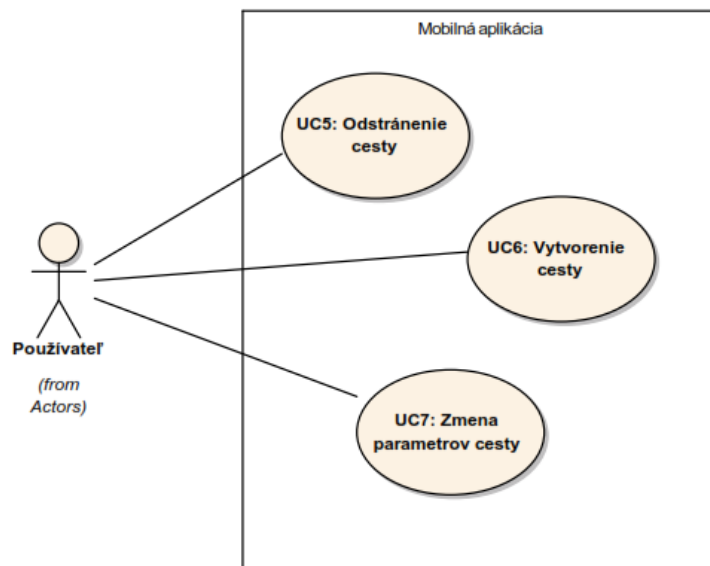 Mobilná aplikácia
UC5: Odstránenie
cesty
UC6: Vytvorenie
cesty
Používateľ
(from
Actors)
UC7: Zmena
parametrov cesty